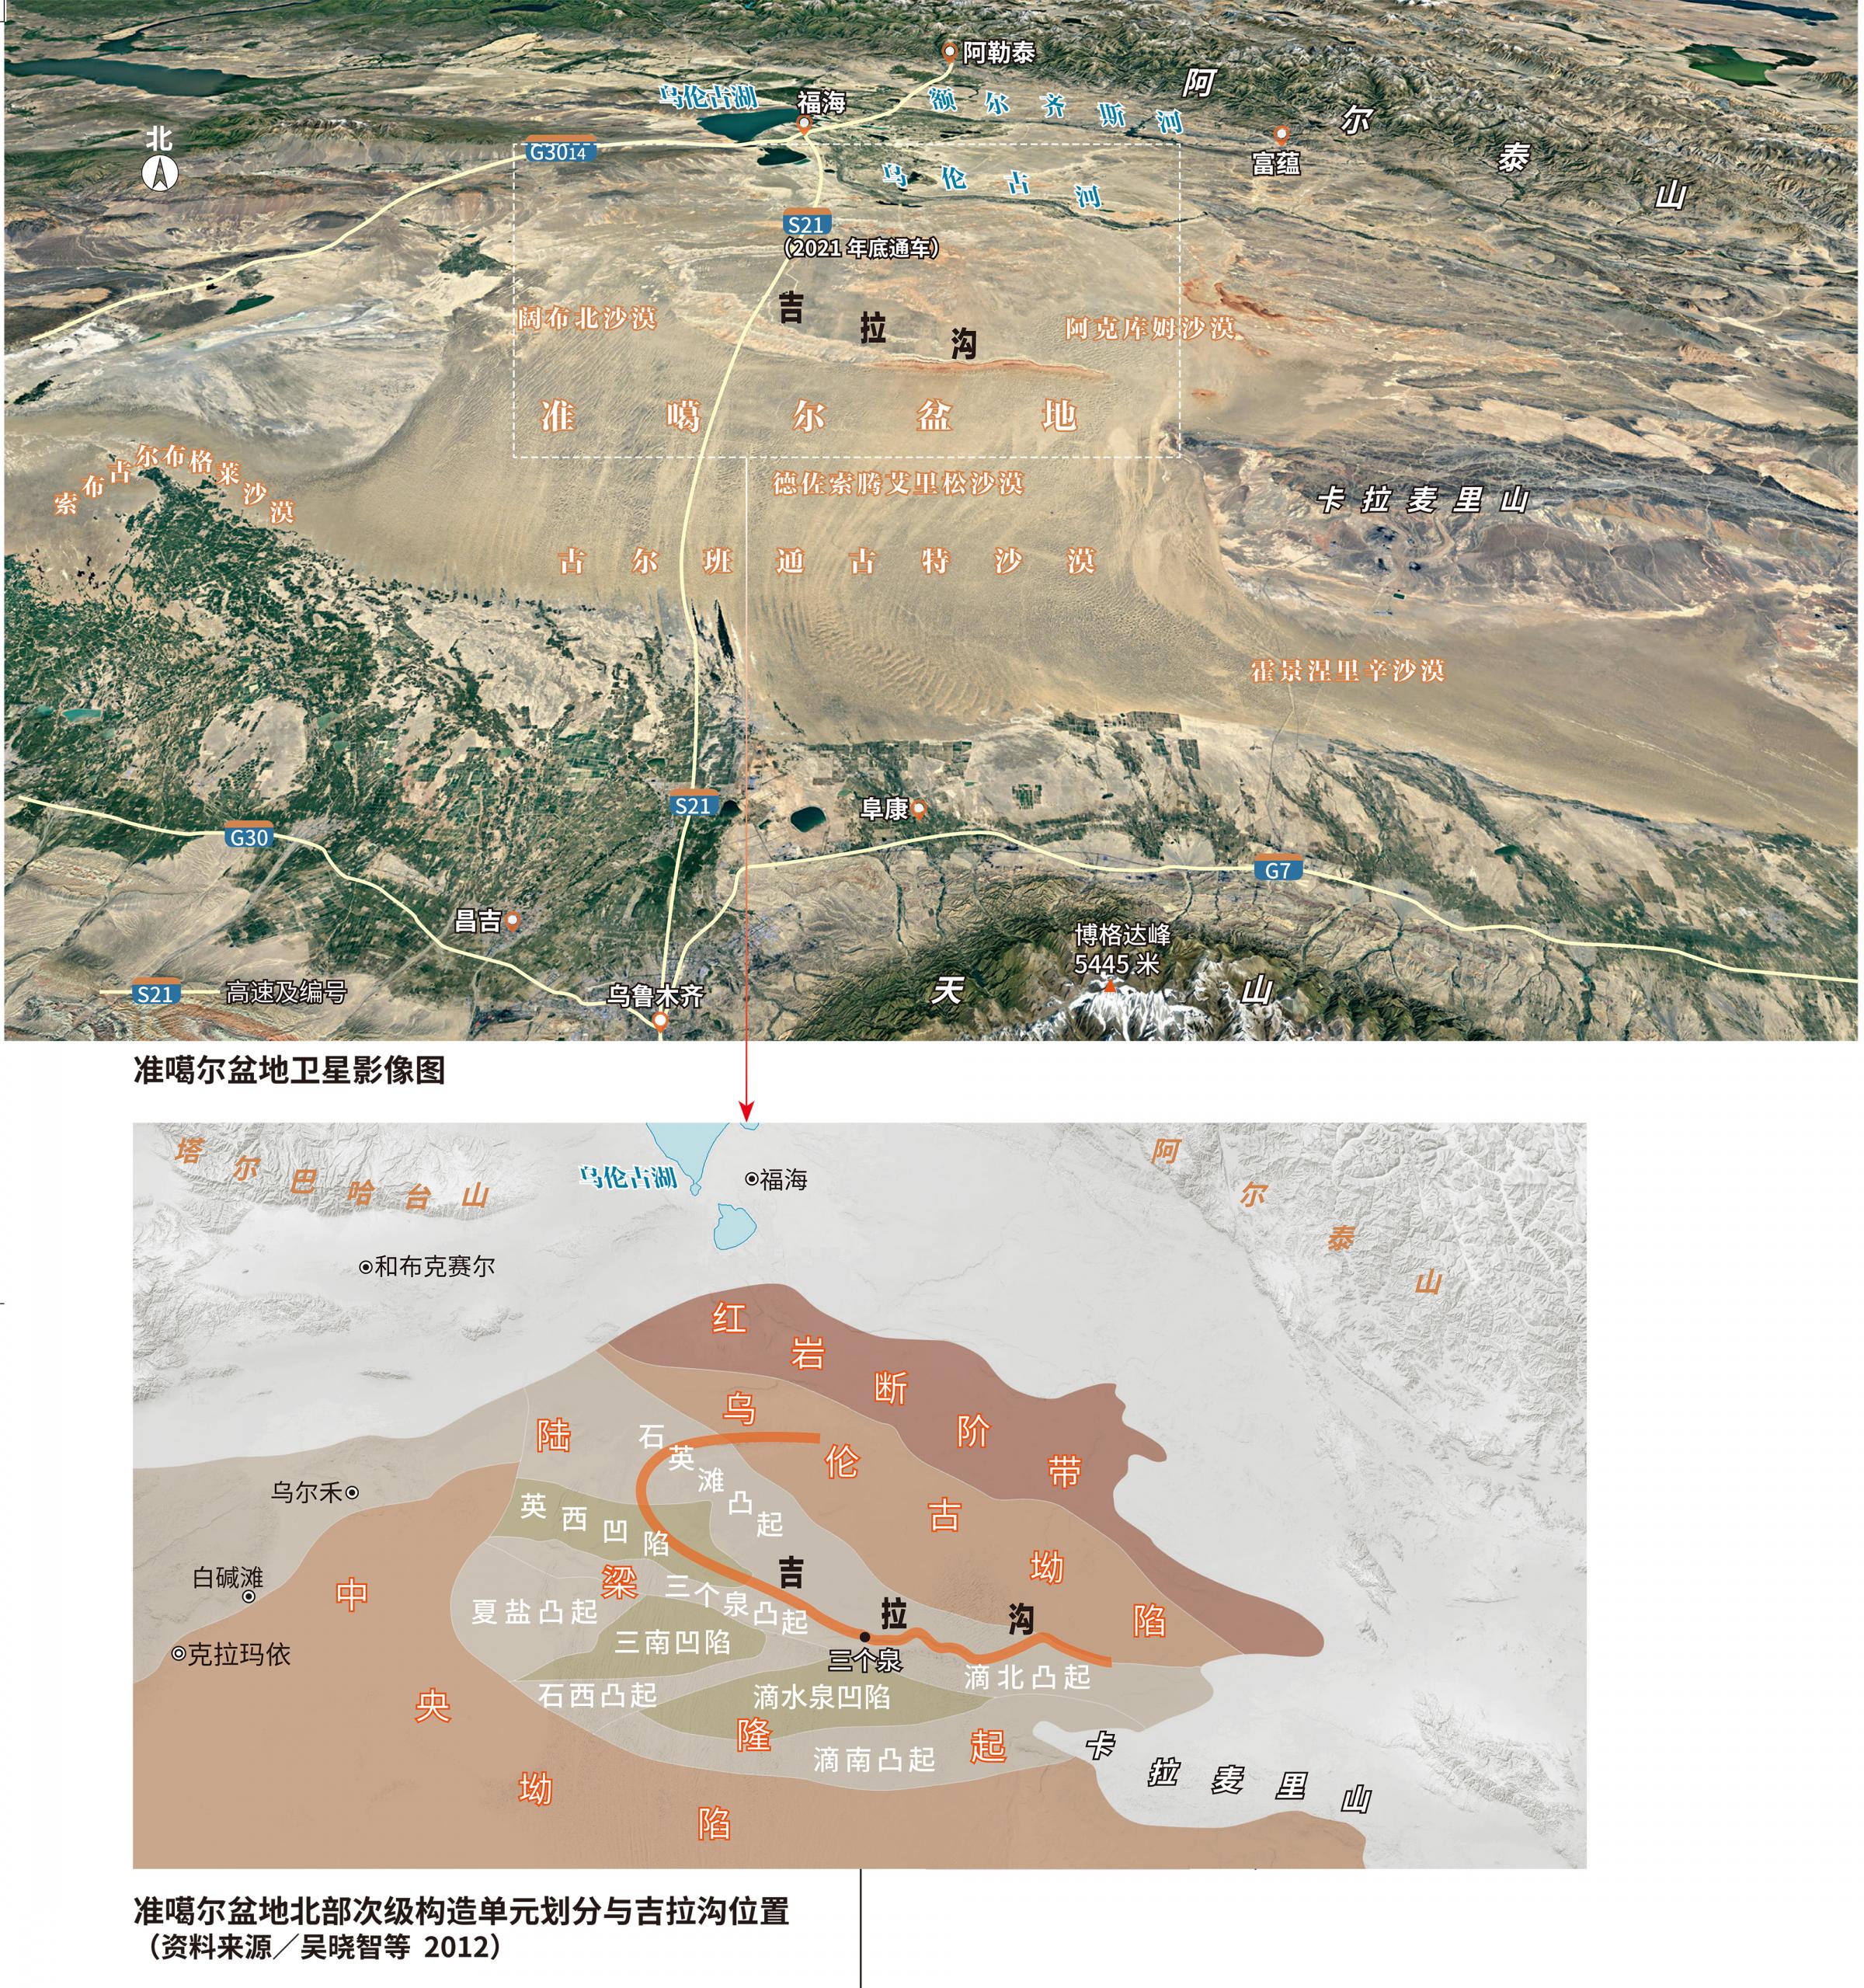 阿勒泰
乌伦古湖
福海
额尔齐斯河
阿尔泰山
北
G3014
富蕴
乌伦古河
S21
（2021 年底通车）
吉拉沟
阔布北沙漠
阿克库姆沙漠
准噶尔盆地
索布古尔布格莱沙漠
德佐索腾艾里松沙漠
卡拉麦里山
古尔班通古特沙漠
霍景涅里辛沙漠
S21
阜康
G30
G7
昌吉
博格达峰
5445 米
S21 高速及编号
乌鲁木齐
天山
准噶尔盆地卫星影像图
塔尔巴哈台山
乌伦古湖
福海
阿尔泰山
和布克赛尔
红岩断阶带
乌伦古坳陷
陆梁隆起
石英滩凸起
乌尔禾
英西凹陷
吉拉沟
白碱滩
中央坳陷
夏盐凸起
三个泉凸起
三南凹陷
克拉玛依
三个泉
滴北凸起
石西凸起
滴水泉凹陷
滴南凸起
卡拉麦里山
准噶尔盆地北部次级构造单元划分与吉拉沟位置
（资料来源／吴晓智等 2012）